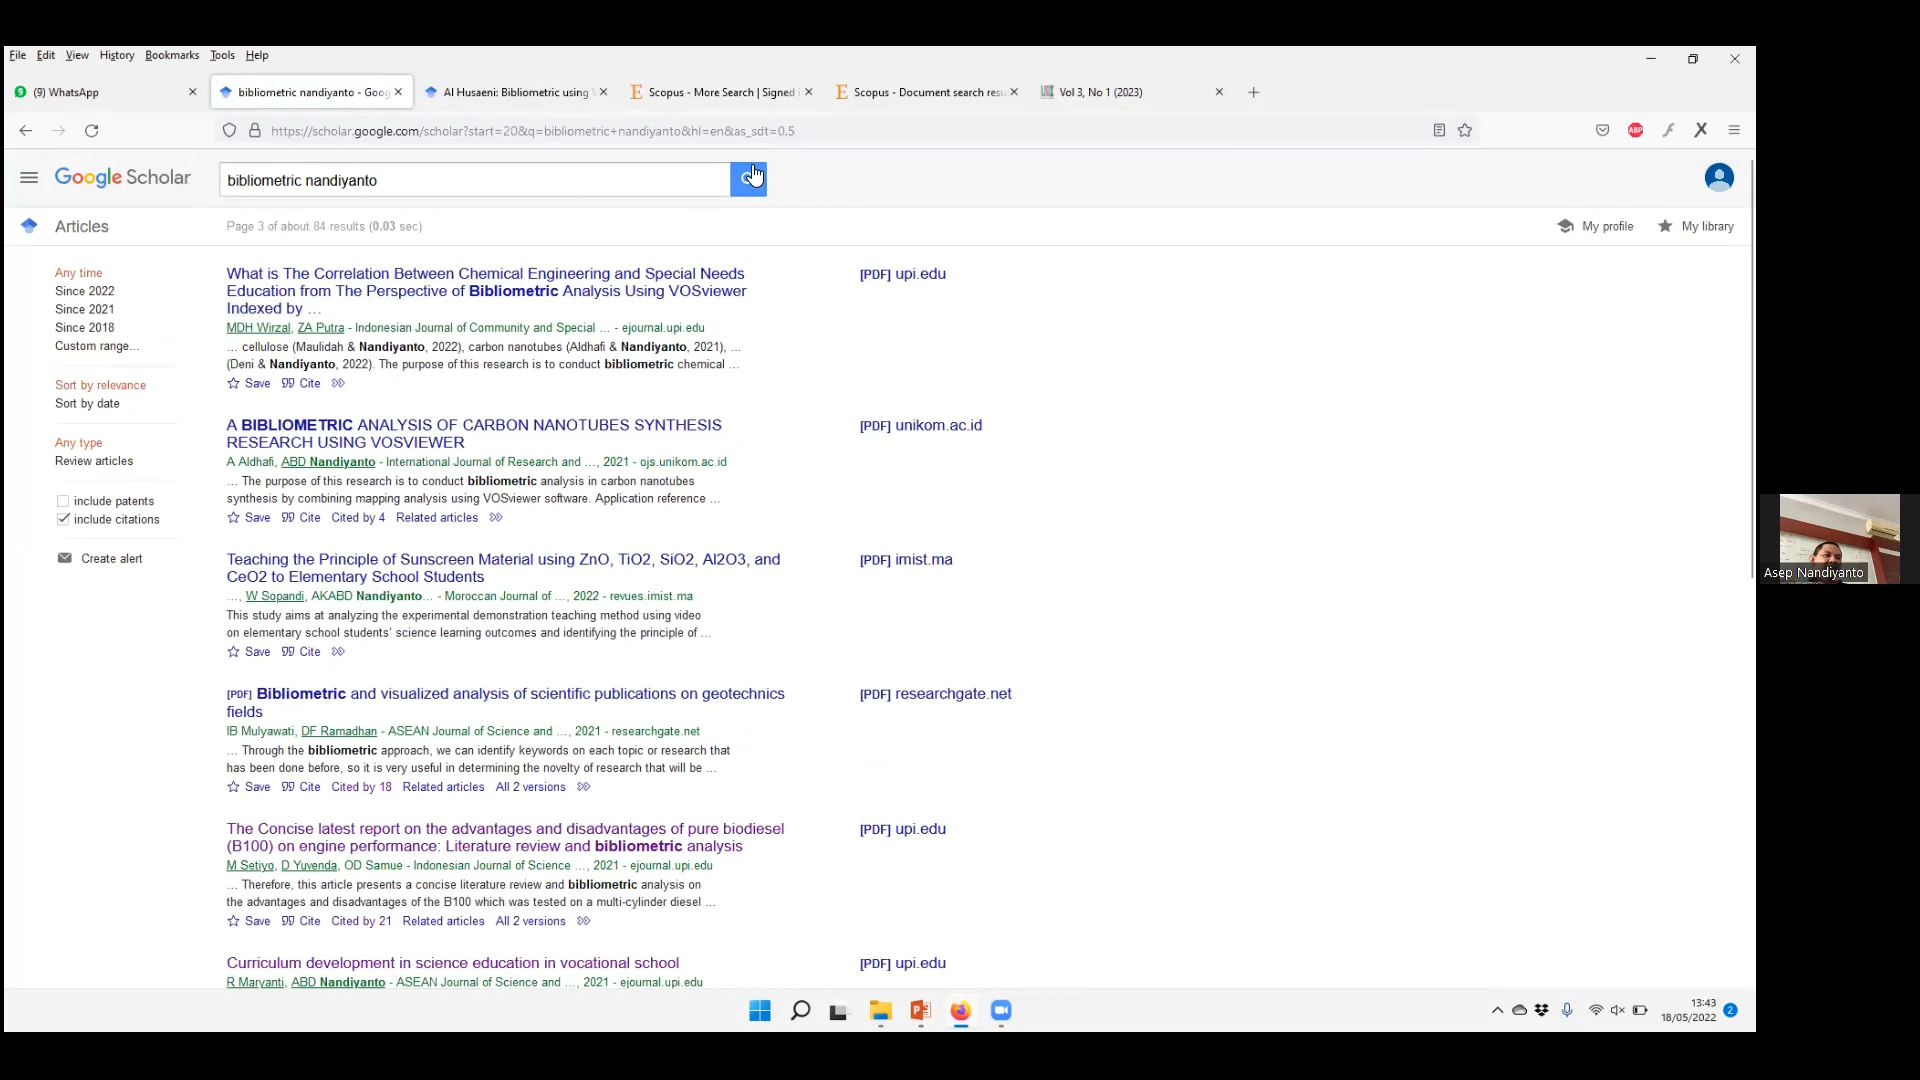 File Edit View History Bookmarks Tools Help
9 (9) WhatsApp
bibliometric nandiyanto - Goog
Al Husaeni: Bibliometric using V
Scopus - More Search | Signed i
Scopus - Document search resu
Vol 3, No 1 (2023)
https://scholar.google.com/scholar?start=20&q=bibliometric+nandiyanto&hl=en&as_sdt=0,5
ABP
Google Scholar
bibliometric nandiyanto
Articles
Page 3 of about 84 results (0.03 sec)
My profile
My library
Any time
Since 2022
Since 2021
Since 2018
Custom range...
Sort by relevance
Sort by date
Any type
Review articles
include patents
include citations
Create alert
What is The Correlation Between Chemical Engineering and Special Needs
Education from The Perspective of Bibliometric Analysis Using VOSviewer
Indexed by …
MDH Wirzal, ZA Putra - Indonesian Journal of Community and Special … - ejournal.upi.edu
… cellulose (Maulidah & Nandiyanto, 2022), carbon nanotubes (Aldhafi & Nandiyanto, 2021), …
(Deni & Nandiyanto, 2022). The purpose of this research is to conduct bibliometric chemical …
Save Cite
[PDF] upi.edu
A BIBLIOMETRIC ANALYSIS OF CARBON NANOTUBES SYNTHESIS
RESEARCH USING VOSVIEWER
A Aldhafi, ABD Nandiyanto - International Journal of Research and …, 2021 - ojs.unikom.ac.id
… The purpose of this research is to conduct bibliometric analysis in carbon nanotubes
synthesis by combining mapping analysis using VOSviewer software. Application reference …
Save Cite Cited by 4 Related articles
[PDF] unikom.ac.id
Teaching the Principle of Sunscreen Material using ZnO, TiO2, SiO2, Al2O3, and
CeO2 to Elementary School Students
…, W Sopandi, AKABD Nandiyanto… - Moroccan Journal of …, 2022 - revues.imist.ma
This study aims at analyzing the experimental demonstration teaching method using video
on elementary school students' science learning outcomes and identifying the principle of …
Save Cite
[PDF] imist.ma
[PDF] Bibliometric and visualized analysis of scientific publications on geotechnics
fields
IB Mulyawati, DF Ramadhan - ASEAN Journal of Science and …, 2021 - researchgate.net
… Through the bibliometric approach, we can identify keywords on each topic or research that
has been done before, so it is very useful in determining the novelty of research that will be …
Save Cite Cited by 18 Related articles All 2 versions
[PDF] researchgate.net
The Concise latest report on the advantages and disadvantages of pure biodiesel
(B100) on engine performance: Literature review and bibliometric analysis
M Setiyo, D Yuvenda, OD Samue - Indonesian Journal of Science …, 2021 - ejournal.upi.edu
… Therefore, this article presents a concise literature review and bibliometric analysis on
the advantages and disadvantages of the B100 which was tested on a multi-cylinder diesel …
Save Cite Cited by 21 Related articles All 2 versions
[PDF] upi.edu
Curriculum development in science education in vocational school
R Maryanti, ABD Nandiyanto - ASEAN Journal of Science and …, 2021 - ejournal.upi.edu
[PDF] upi.edu
Asep Nandiyanto
13:43
18/05/2022
2